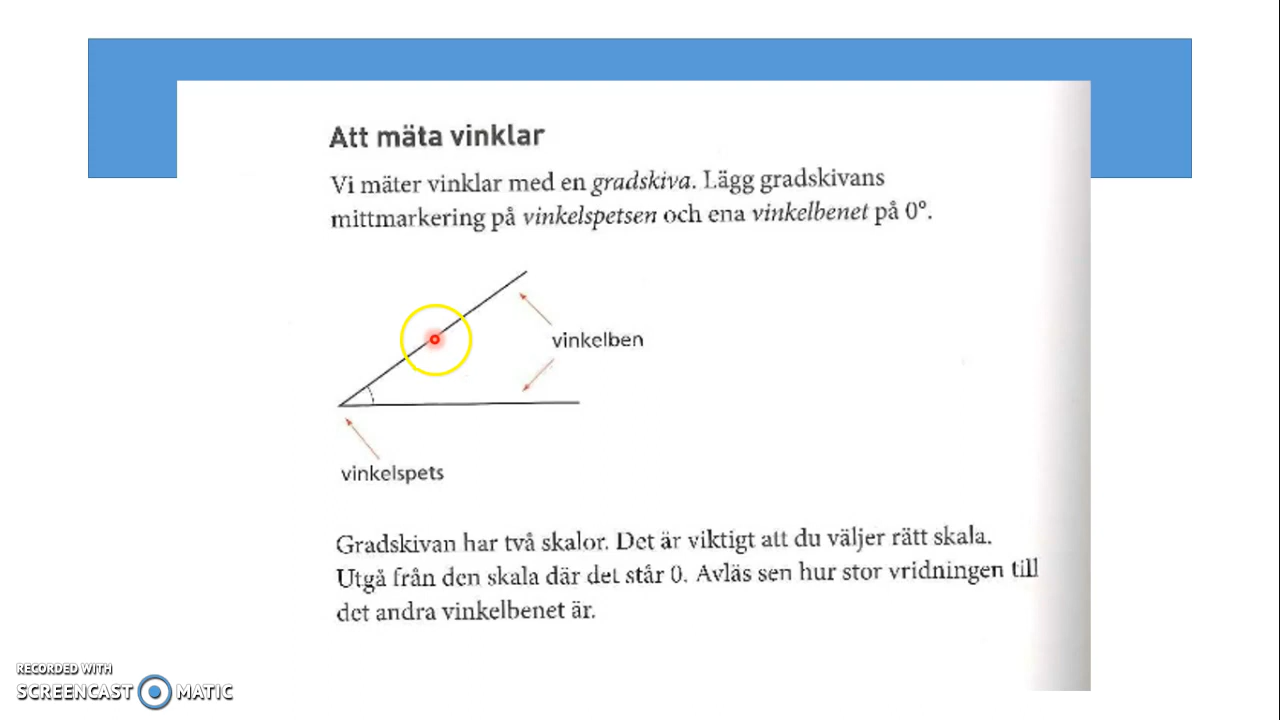 Att mäta vinklar
Vi mäter vinklar med en gradskiva. Lägg gradskivans
mittmarkering på vinkelspetsen och ena vinkelbenet på 0°.
vinkelben
vinkelspets
Gradskivan har två skalor. Det är viktigt att du väljer rätt skala.
Utgå från den skala där det står 0. Avläs sen hur stor vridningen till
det andra vinkelbenet är.
RECORDED WITH
SCREENCAST MATIC